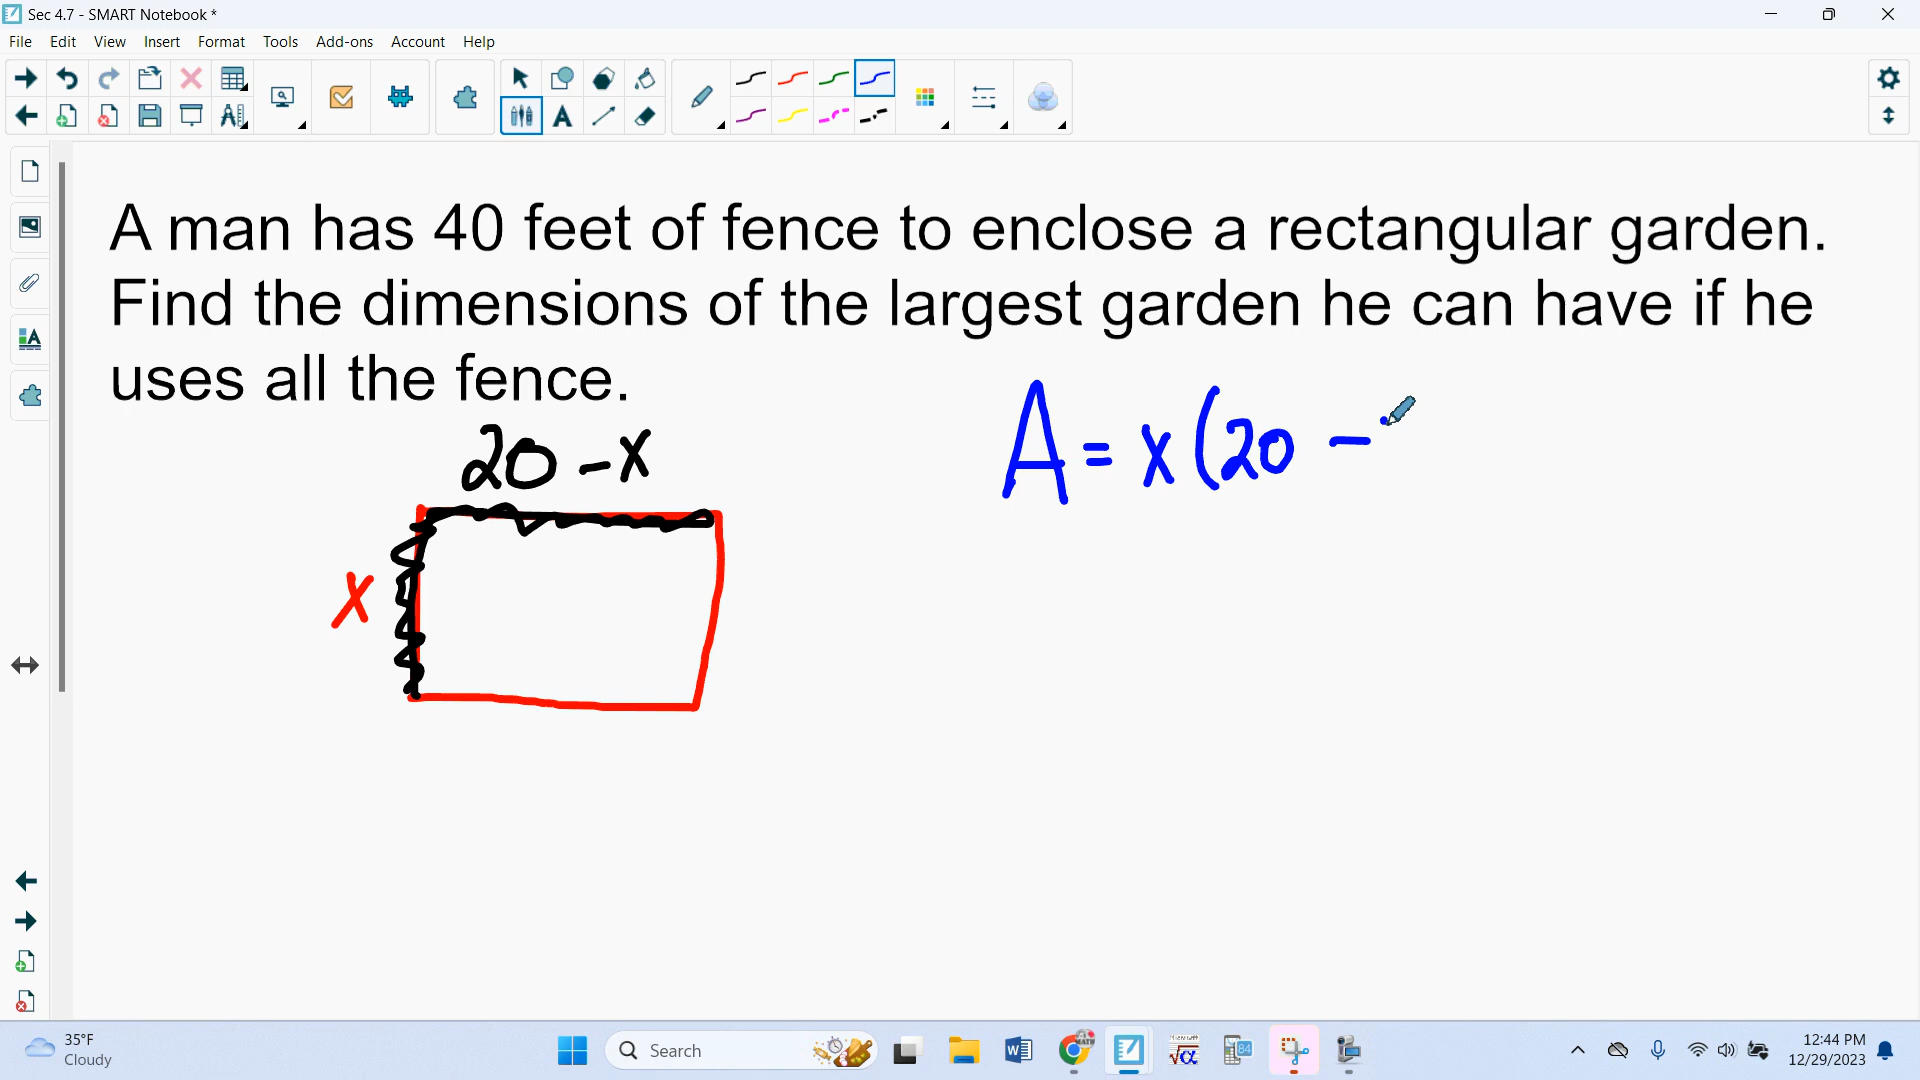 Sec 4.7 - SMART Notebook *
File Edit View Insert Format Tools Add-ons Account Help
A man has 40 feet of fence to enclose a rectangular garden.
Find the dimensions of the largest garden he can have if he
uses all the fence.
A = x (20 -
20 - x
x
35°F
Cloudy
Search
12:44 PM
12/29/2023